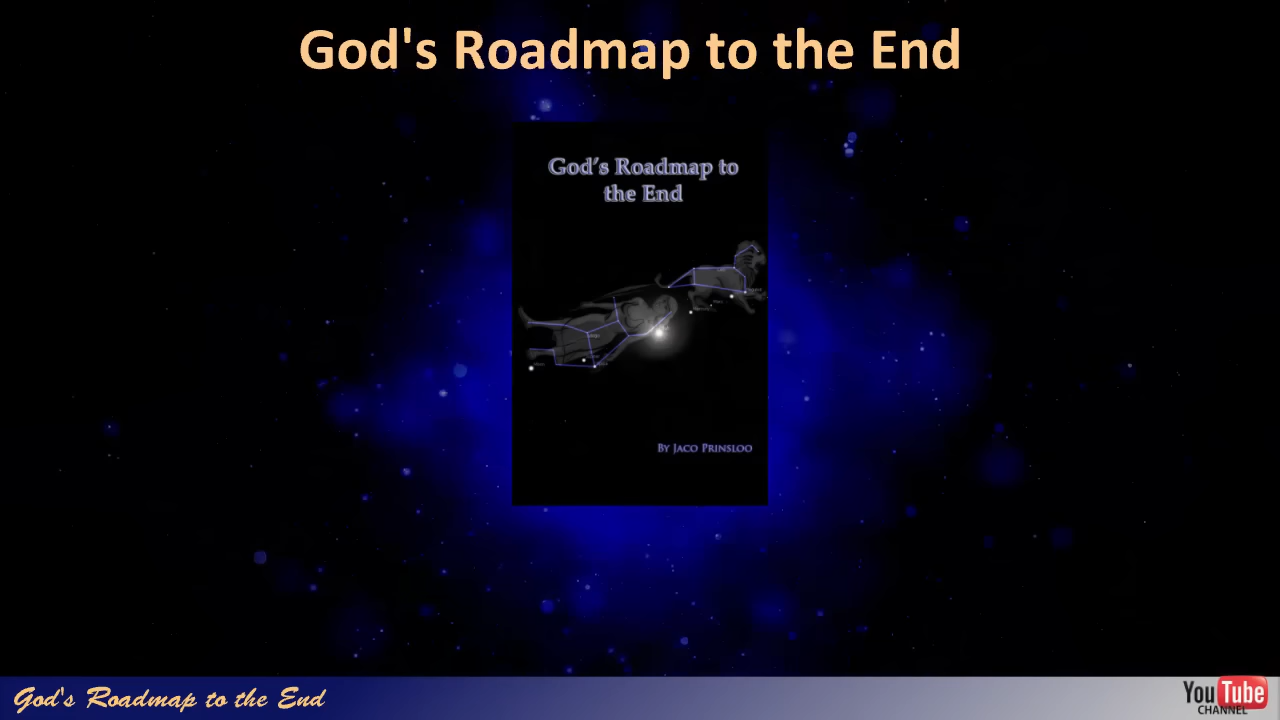 God's Roadmap to the End
God's Roadmap to
the End
By Jaco Prinsloo
God's Roadmap to the End
YouTube
CHANNEL